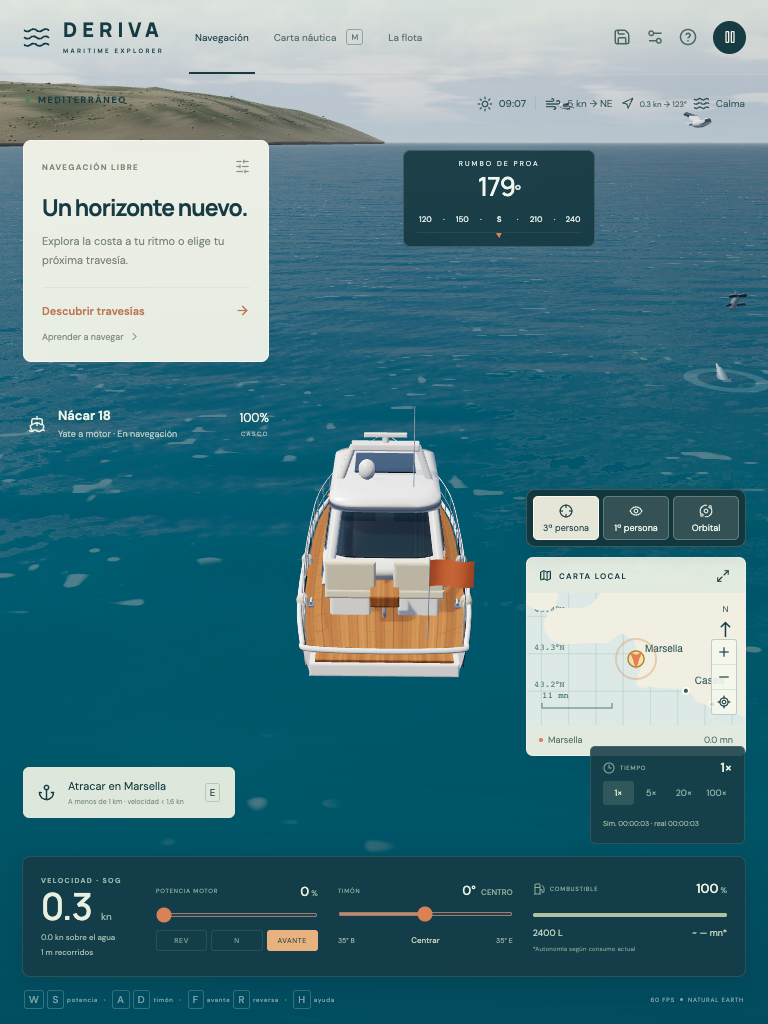 DERIVA
MARITIME EXPLORER
Navegación
Carta náutica M
La flota
MEDITERRÁNEO
09:07
5 kn → NE
0.3 kn → 123°
Calma
NAVEGACIÓN LIBRE
Un horizonte nuevo.
Explora la costa a tu ritmo o elige tu
próxima travesía.
Descubrir travesías
Aprender a navegar
RUMBO DE PROA
179°
120 · 150 · S · 210 · 240
Nácar 18
Yate a motor · En navegación
100%
CASCO
3ª persona
1ª persona
Orbital
CARTA LOCAL
N
43.3°N
Marsella
43.2°N
11 mn
Marsella
0.0 mn
TIEMPO
1×
1× 5× 20× 100×
Sim. 00:00:03 · real 00:00:03
Atracar en Marsella
A menos de 1 km · velocidad < 1,6 kn
E
VELOCIDAD · SOG
0.3 kn
0.0 kn sobre el agua
1 m recorridos
POTENCIA MOTOR
0 %
REV
N
AVANTE
TIMÓN
0° CENTRO
35° B
Centrar
35° E
COMBUSTIBLE
100 %
2400 L
~ — mn*
*Autonomía según consumo actual
W S potencia · A D timón · F avante R reversa · H ayuda
60 FPS • NATURAL EARTH